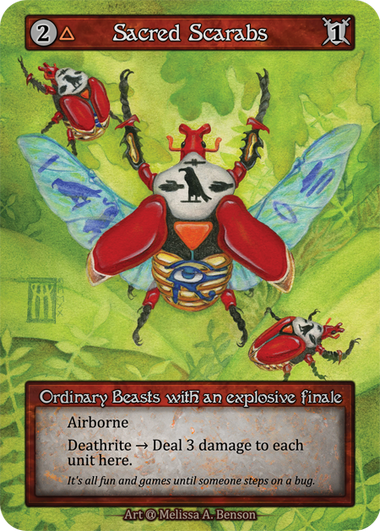 2 Sacred Scarabs 1
Ordinary Beasts with an explosive finale
Airborne
Deathrite → Deal 3 damage to each
unit here.
It's all fun and games until someone steps on a bug.
Art @ Melissa A. Benson